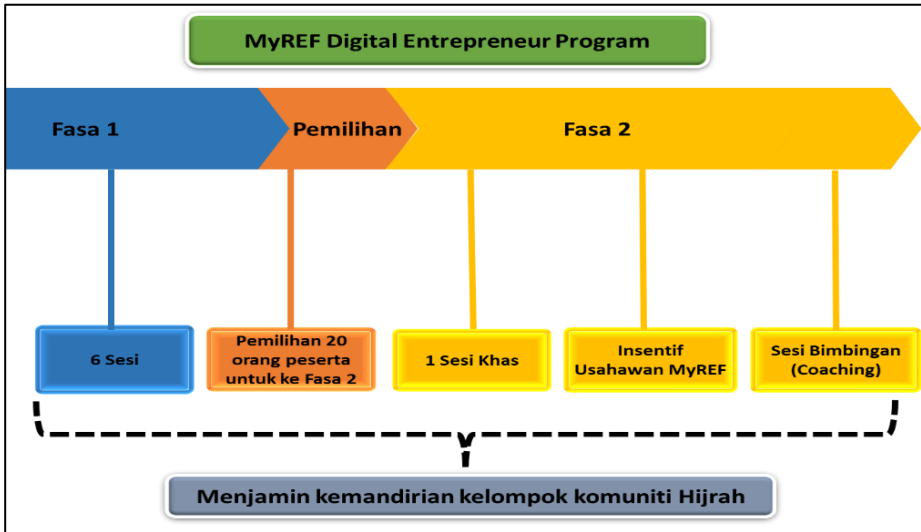 MyREF Digital Entrepreneur Program
Fasa 1
Pemilihan
Fasa 2
6 Sesi
Pemilihan 20
orang peserta
untuk ke Fasa 2
1 Sesi Khas
Insentif
Usahawan MyREF
Sesi Bimbingan
(Coaching)
Menjamin kemandirian kelompok komuniti Hijrah